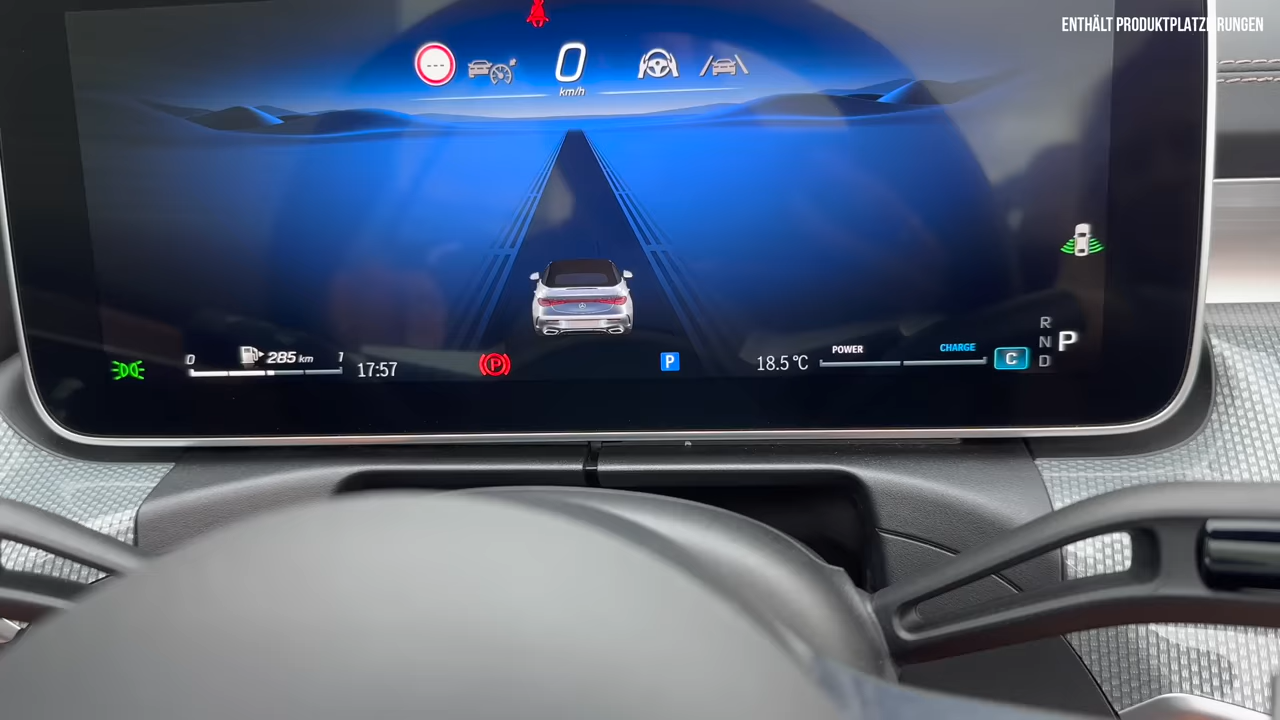 ENTHÄLT PRODUKTPLATZIERUNGEN
---
0
km/h
0
285 km
1
17:57
P
P
18.5 °C
POWER
CHARGE
C
R
N
D
P